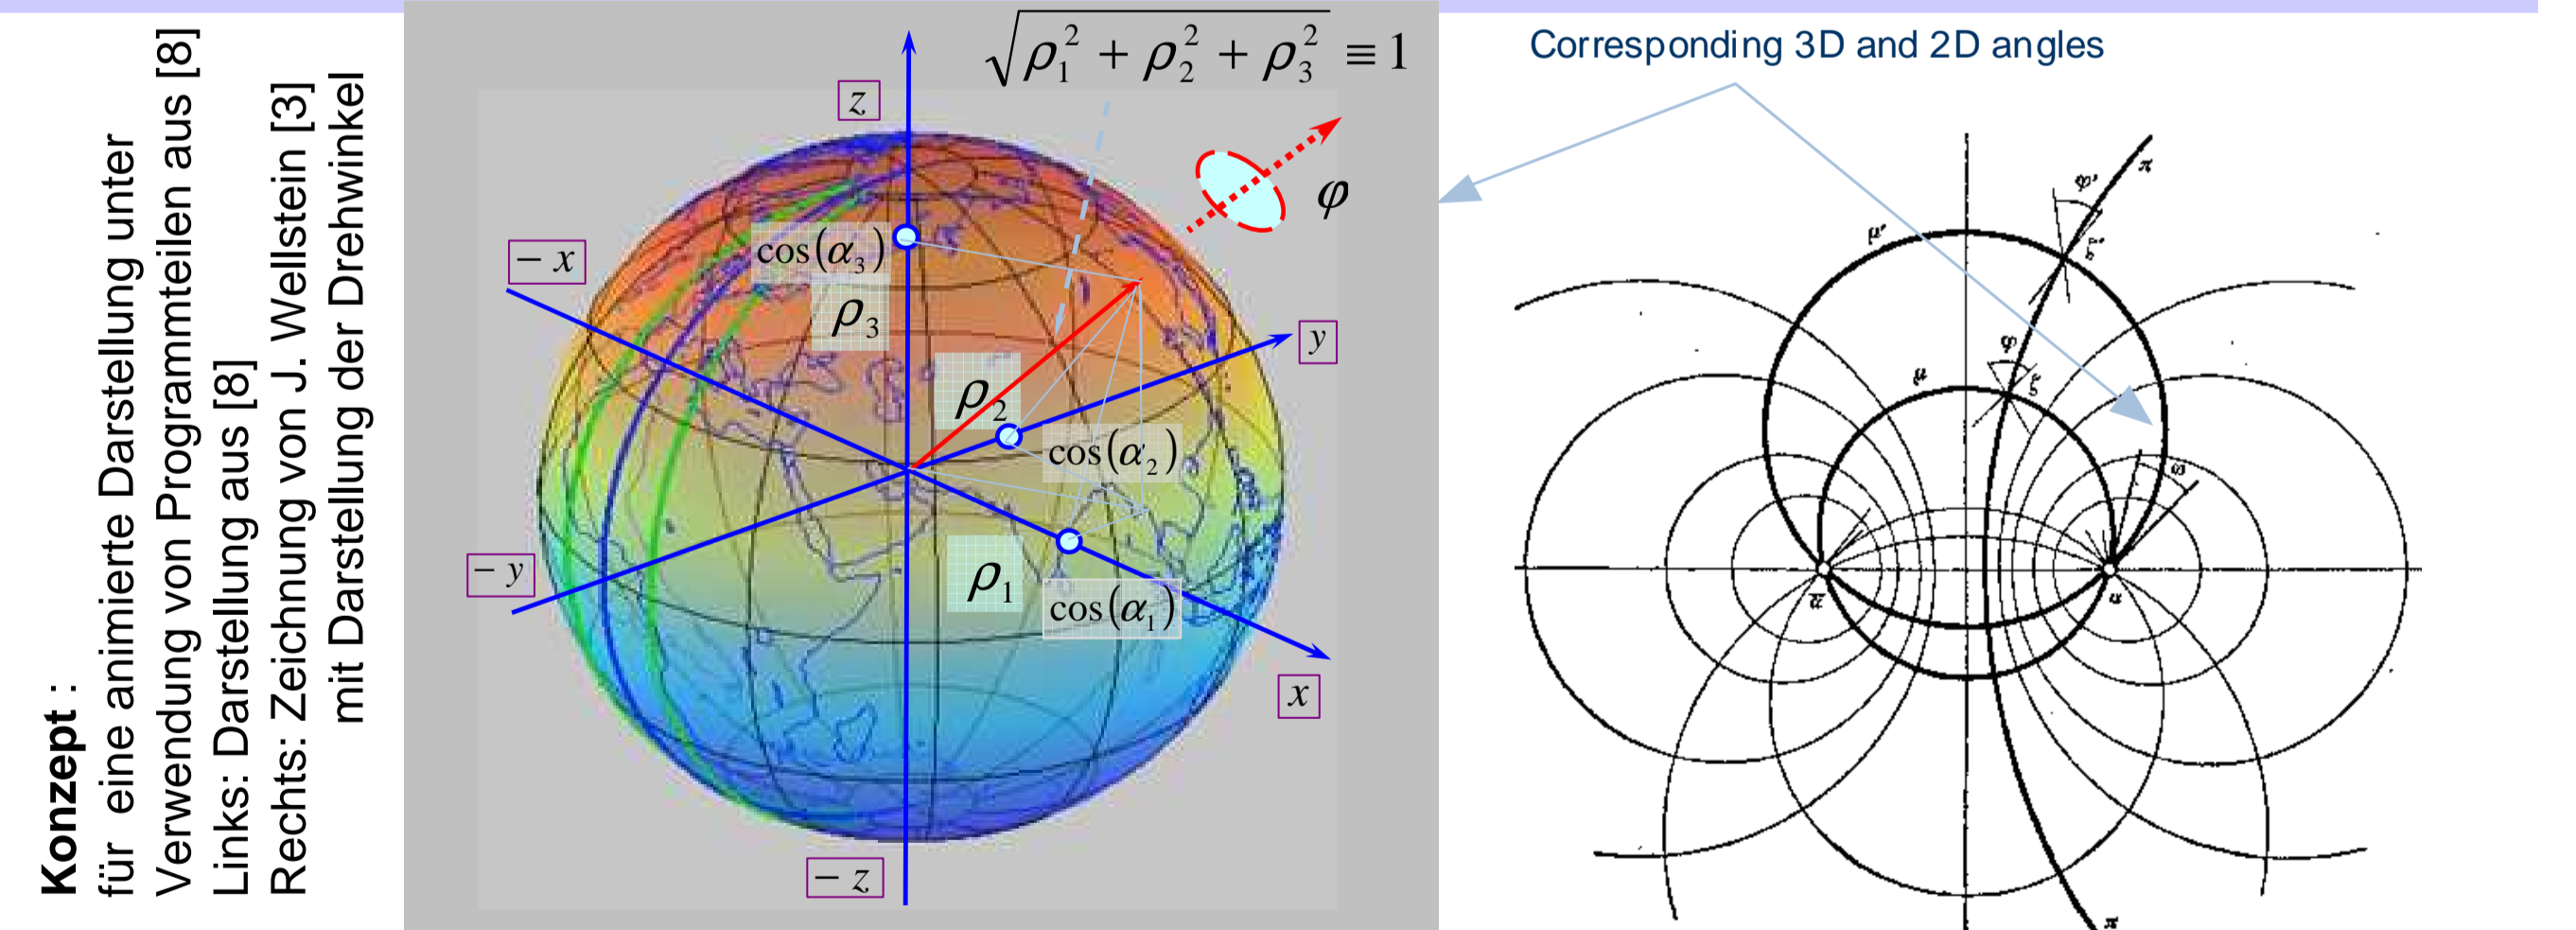 Konzept :
für eine animierte Darstellung unter
Verwendung von Programmteilen aus [8]
Links: Darstellung aus [8]
Rechts: Zeichnung von J. Wellstein [3]
mit Darstellung der Drehwinkel
√ρ₁² + ρ₂² + ρ₃² ≡ 1
z
φ
− x
cos(α₃)
ρ₃
y
ρ₂
cos(α₂)
− y
ρ₁
cos(α₁)
x
− z
Corresponding 3D and 2D angles
π
φ'
μ'
ζ'
φ
μ
ζ
ω
ᾱ
α
π